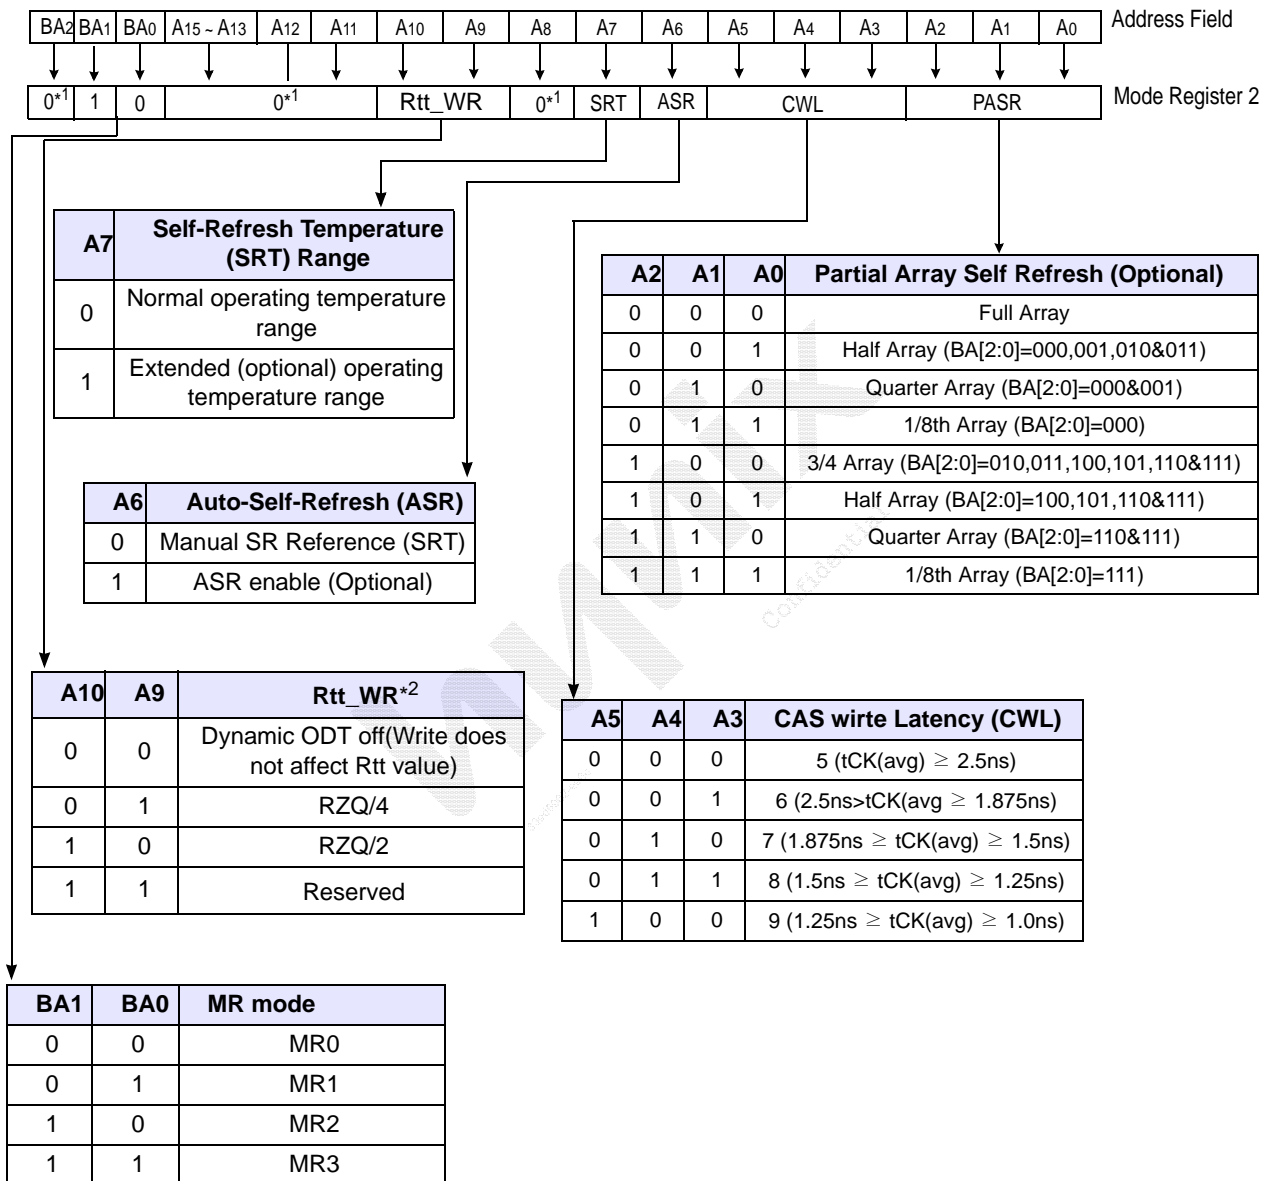 BA2 BA1 BA0 A15 ~ A13 A12 A11 A10 A9 A8 A7 A6 A5 A4 A3 A2 A1 A0 Address Field
0*1 1 0 0*1 Rtt_WR 0*1 SRT ASR CWL PASR Mode Register 2
A7 Self-Refresh Temperature
(SRT) Range
0 Normal operating temperature
range
1 Extended (optional) operating
temperature range
A2 A1 A0 Partial Array Self Refresh (Optional)
0 0 0 Full Array
0 0 1 Half Array (BA[2:0]=000,001,010&011)
0 1 0 Quarter Array (BA[2:0]=000&001)
0 1 1 1/8th Array (BA[2:0]=000)
1 0 0 3/4 Array (BA[2:0]=010,011,100,101,110&111)
1 0 1 Half Array (BA[2:0]=100,101,110&111)
1 1 0 Quarter Array (BA[2:0]=110&111)
1 1 1 1/8th Array (BA[2:0]=111)
A6 Auto-Self-Refresh (ASR)
0 Manual SR Reference (SRT)
1 ASR enable (Optional)
Confidential
A10 A9 Rtt_WR*2
0 0 Dynamic ODT off(Write does
not affect Rtt value)
0 1 RZQ/4
1 0 RZQ/2
1 1 Reserved
A5 A4 A3 CAS wirte Latency (CWL)
0 0 0 5 (tCK(avg) ≥ 2.5ns)
0 0 1 6 (2.5ns>tCK(avg ≥ 1.875ns)
0 1 0 7 (1.875ns ≥ tCK(avg) ≥ 1.5ns)
0 1 1 8 (1.5ns ≥ tCK(avg) ≥ 1.25ns)
1 0 0 9 (1.25ns ≥ tCK(avg) ≥ 1.0ns)
BA1 BA0 MR mode
0 0 MR0
0 1 MR1
1 0 MR2
1 1 MR3